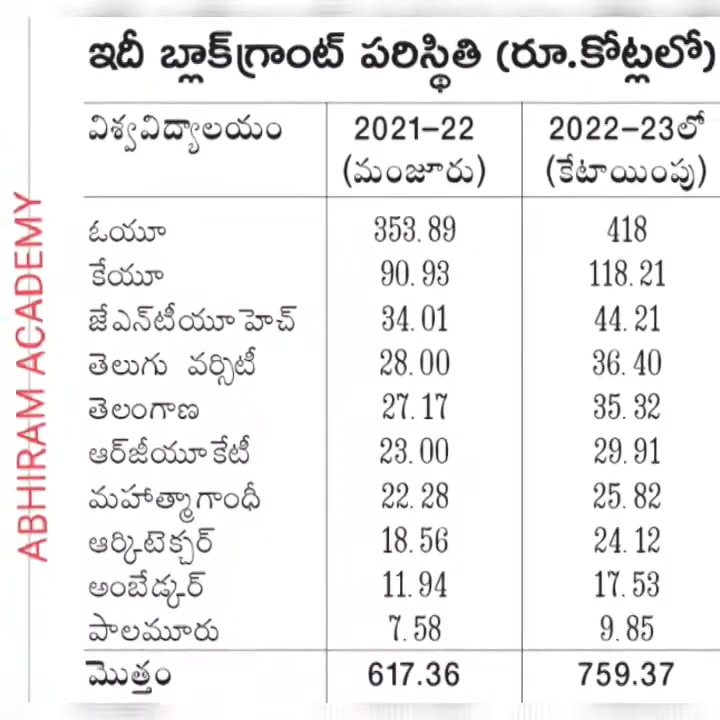 ఇదీ బ్లాక్‌గ్రాంట్ పరిస్థితి (రూ.కోట్లలో)
విశ్వవిద్యాలయం 2021–22 2022–23లో
(మంజూరు) (కేటాయింపు)
ఓయూ 353.89 418
కేయూ 90.93 118.21
జేఎన్‌టీయూహెచ్ 34.01 44.21
తెలుగు వర్సిటీ 28.00 36.40
తెలంగాణ 27.17 35.32
ఆర్‌జీయూకేటీ 23.00 29.91
మహాత్మాగాంధీ 22.28 25.82
ఆర్కిటెక్చర్ 18.56 24.12
అంబేడ్కర్ 11.94 17.53
పాలమూరు 7.58 9.85
మొత్తం 617.36 759.37
ABHIRAM ACADEMY